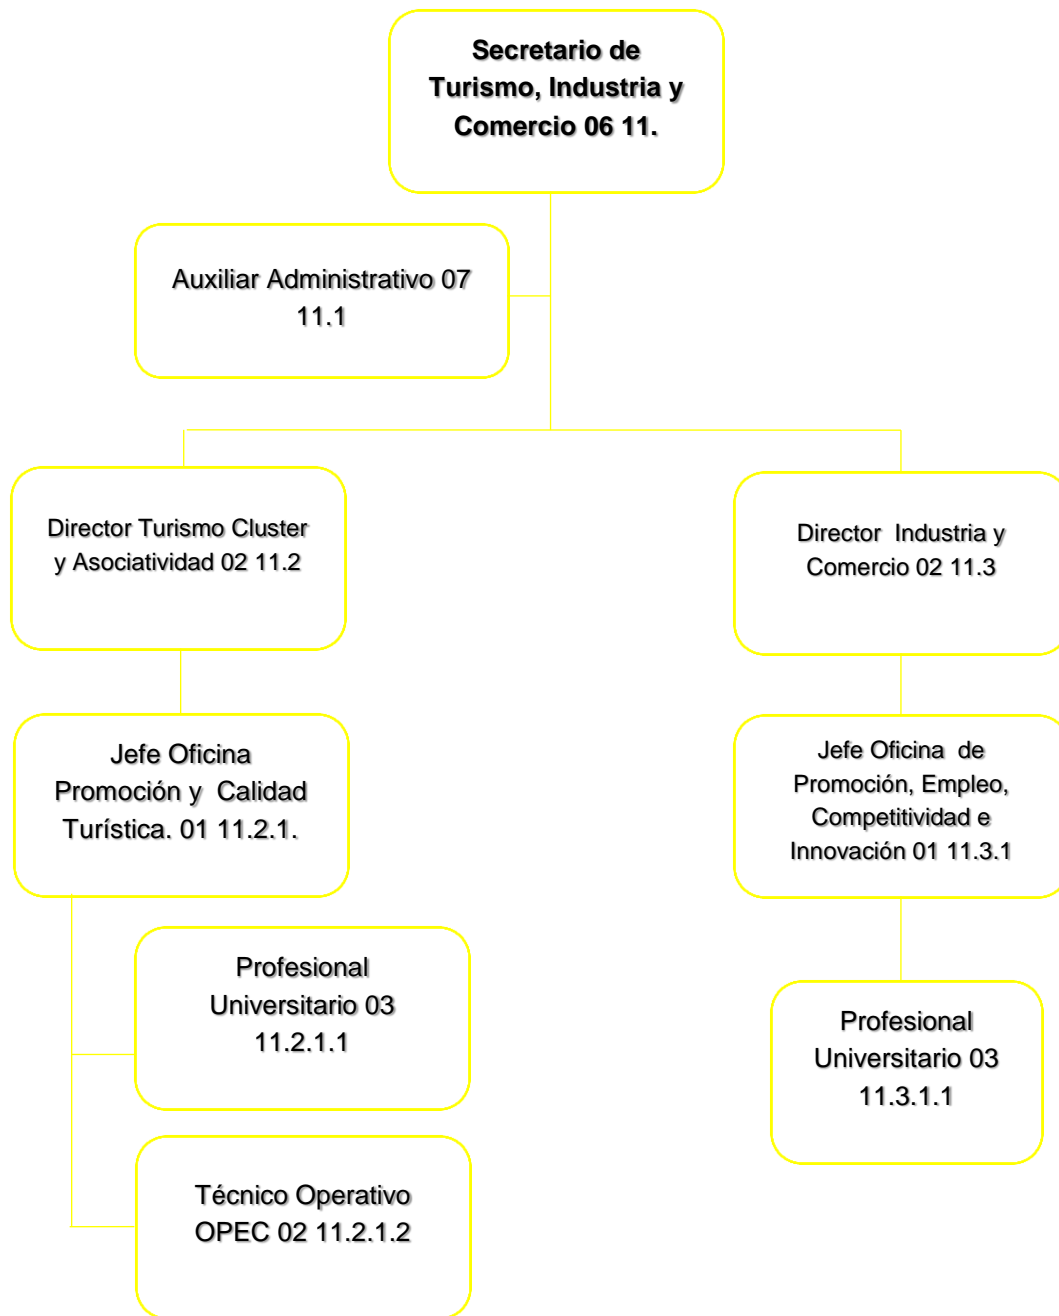 Secretario de
Turismo, Industria y
Comercio 06 11.
Auxiliar Administrativo 07
11.1
Director Turismo Cluster
y Asociatividad 02 11.2
Director Industria y
Comercio 02 11.3
Jefe Oficina
Promoción y Calidad
Turística. 01 11.2.1.
Jefe Oficina de
Promoción, Empleo,
Competitividad e
Innovación 01 11.3.1
Profesional
Universitario 03
11.2.1.1
Profesional
Universitario 03
11.3.1.1
Técnico Operativo
OPEC 02 11.2.1.2